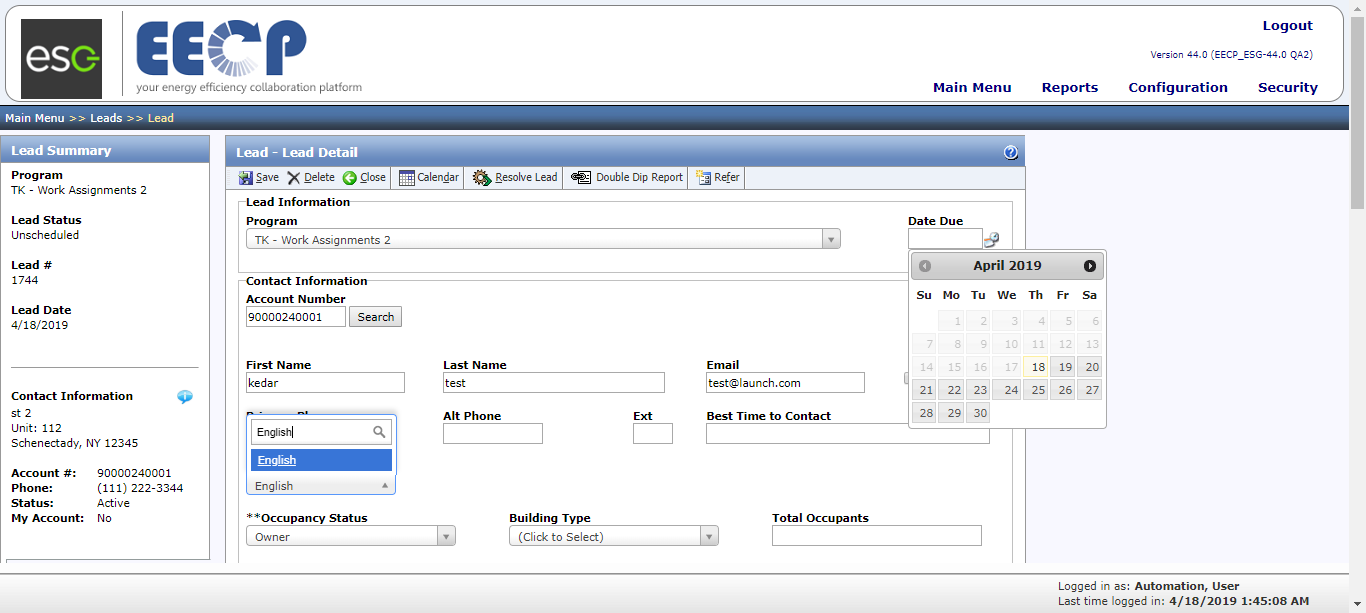 Logout
esc
EECP
your energy efficiency collaboration platform
Version 44.0 (EECP_ESG-44.0 QA2)
Main Menu Reports Configuration Security
Main Menu >> Leads >> Lead
Lead Summary
Program
TK - Work Assignments 2
Lead Status
Unscheduled
Lead #
1744
Lead Date
4/18/2019
Contact Information
st 2
Unit: 112
Schenectady, NY 12345
Account #: 90000240001
Phone: (111) 222-3344
Status: Active
My Account: No
Lead - Lead Detail
Save Delete Close Calendar Resolve Lead Double Dip Report Refer
Lead Information
Program Date Due
TK - Work Assignments 2
Contact Information
Account Number
90000240001 Search
First Name Last Name Email
kedar test test@launch.com
Alt Phone Ext Best Time to Contact
English
English
English
**Occupancy Status Building Type Total Occupants
Owner (Click to Select)
April 2019
Su Mo Tu We Th Fr Sa
1 2 3 4 5 6
7 8 9 10 11 12 13
14 15 16 17 18 19 20
21 22 23 24 25 26 27
28 29 30
Logged in as: Automation, User
Last time logged in: 4/18/2019 1:45:08 AM